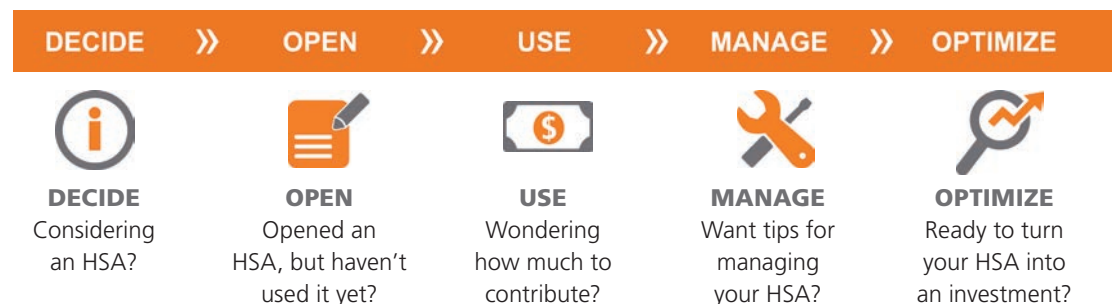 DECIDE » OPEN » USE » MANAGE » OPTIMIZE
i
$
DECIDE
Considering
an HSA?
OPEN
Opened an
HSA, but haven't
used it yet?
USE
Wondering
how much to
contribute?
MANAGE
Want tips for
managing
your HSA?
OPTIMIZE
Ready to turn
your HSA into
an investment?